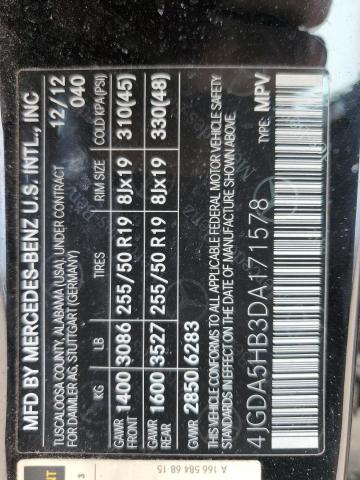 MFD BY MERCEDES-BENZ U.S. INTL., INC
TUSCALOOSA COUNTY, ALABAMA (USA), UNDER CONTRACT 12/12
FOR DAIMLER AG, STUTTGART (GERMANY) 040
KG LB TIRES RIM SIZE COLD KPA(PSI)
GAWR FRONT 1400 3086 255/50 R19 8Jx19 310(45)
GAWR REAR 1600 3527 255/50 R19 8Jx19 330(48)
GVWR 2850 6283
THIS VEHICLE CONFORMS TO ALL APPLICABLE FEDERAL MOTOR VEHICLE SAFETY
STANDARDS IN EFFECT ON THE DATE OF MANUFACTURE SHOWN ABOVE.
4JGDA5HB3DA171578 TYPE: MPV
A 166 584 68 15